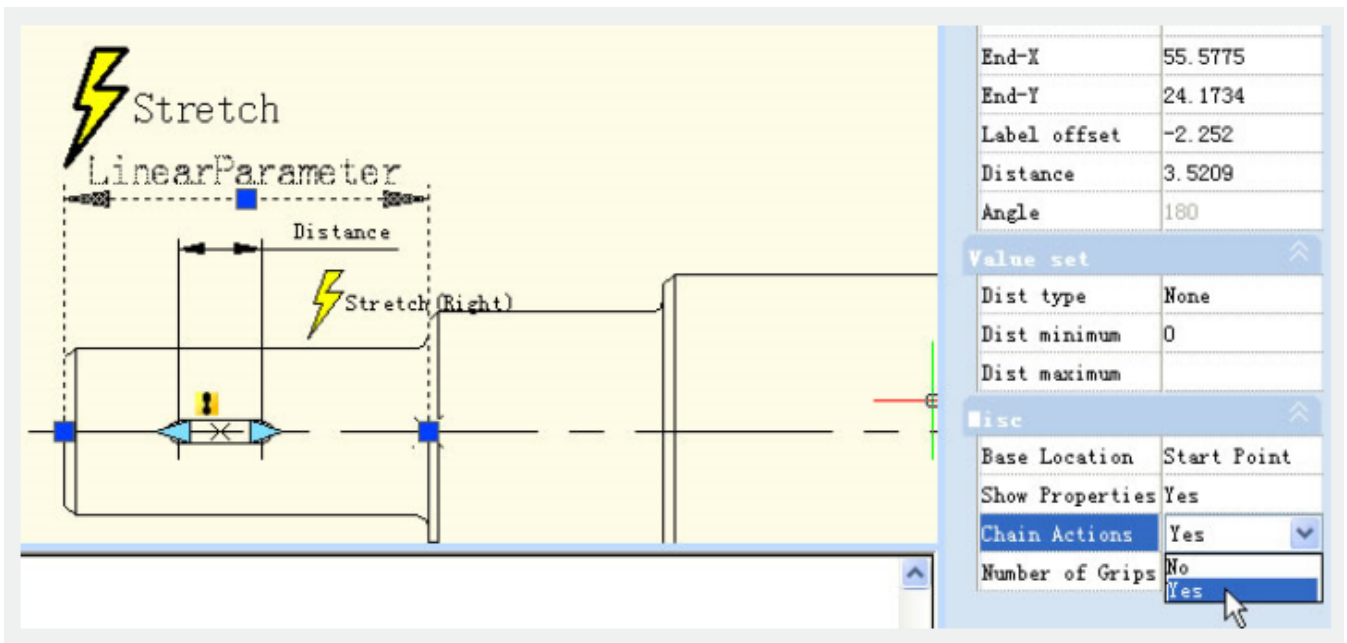 Stretch
LinearParameter
Distance
Stretch(Right)
End-X 55.5775
End-Y 24.1734
Label offset -2.252
Distance 3.5209
Angle 180
Value set
Dist type None
Dist minimum 0
Dist maximum
Misc
Base Location Start Point
Show Properties Yes
Chain Actions Yes
Number of Grips No
Yes